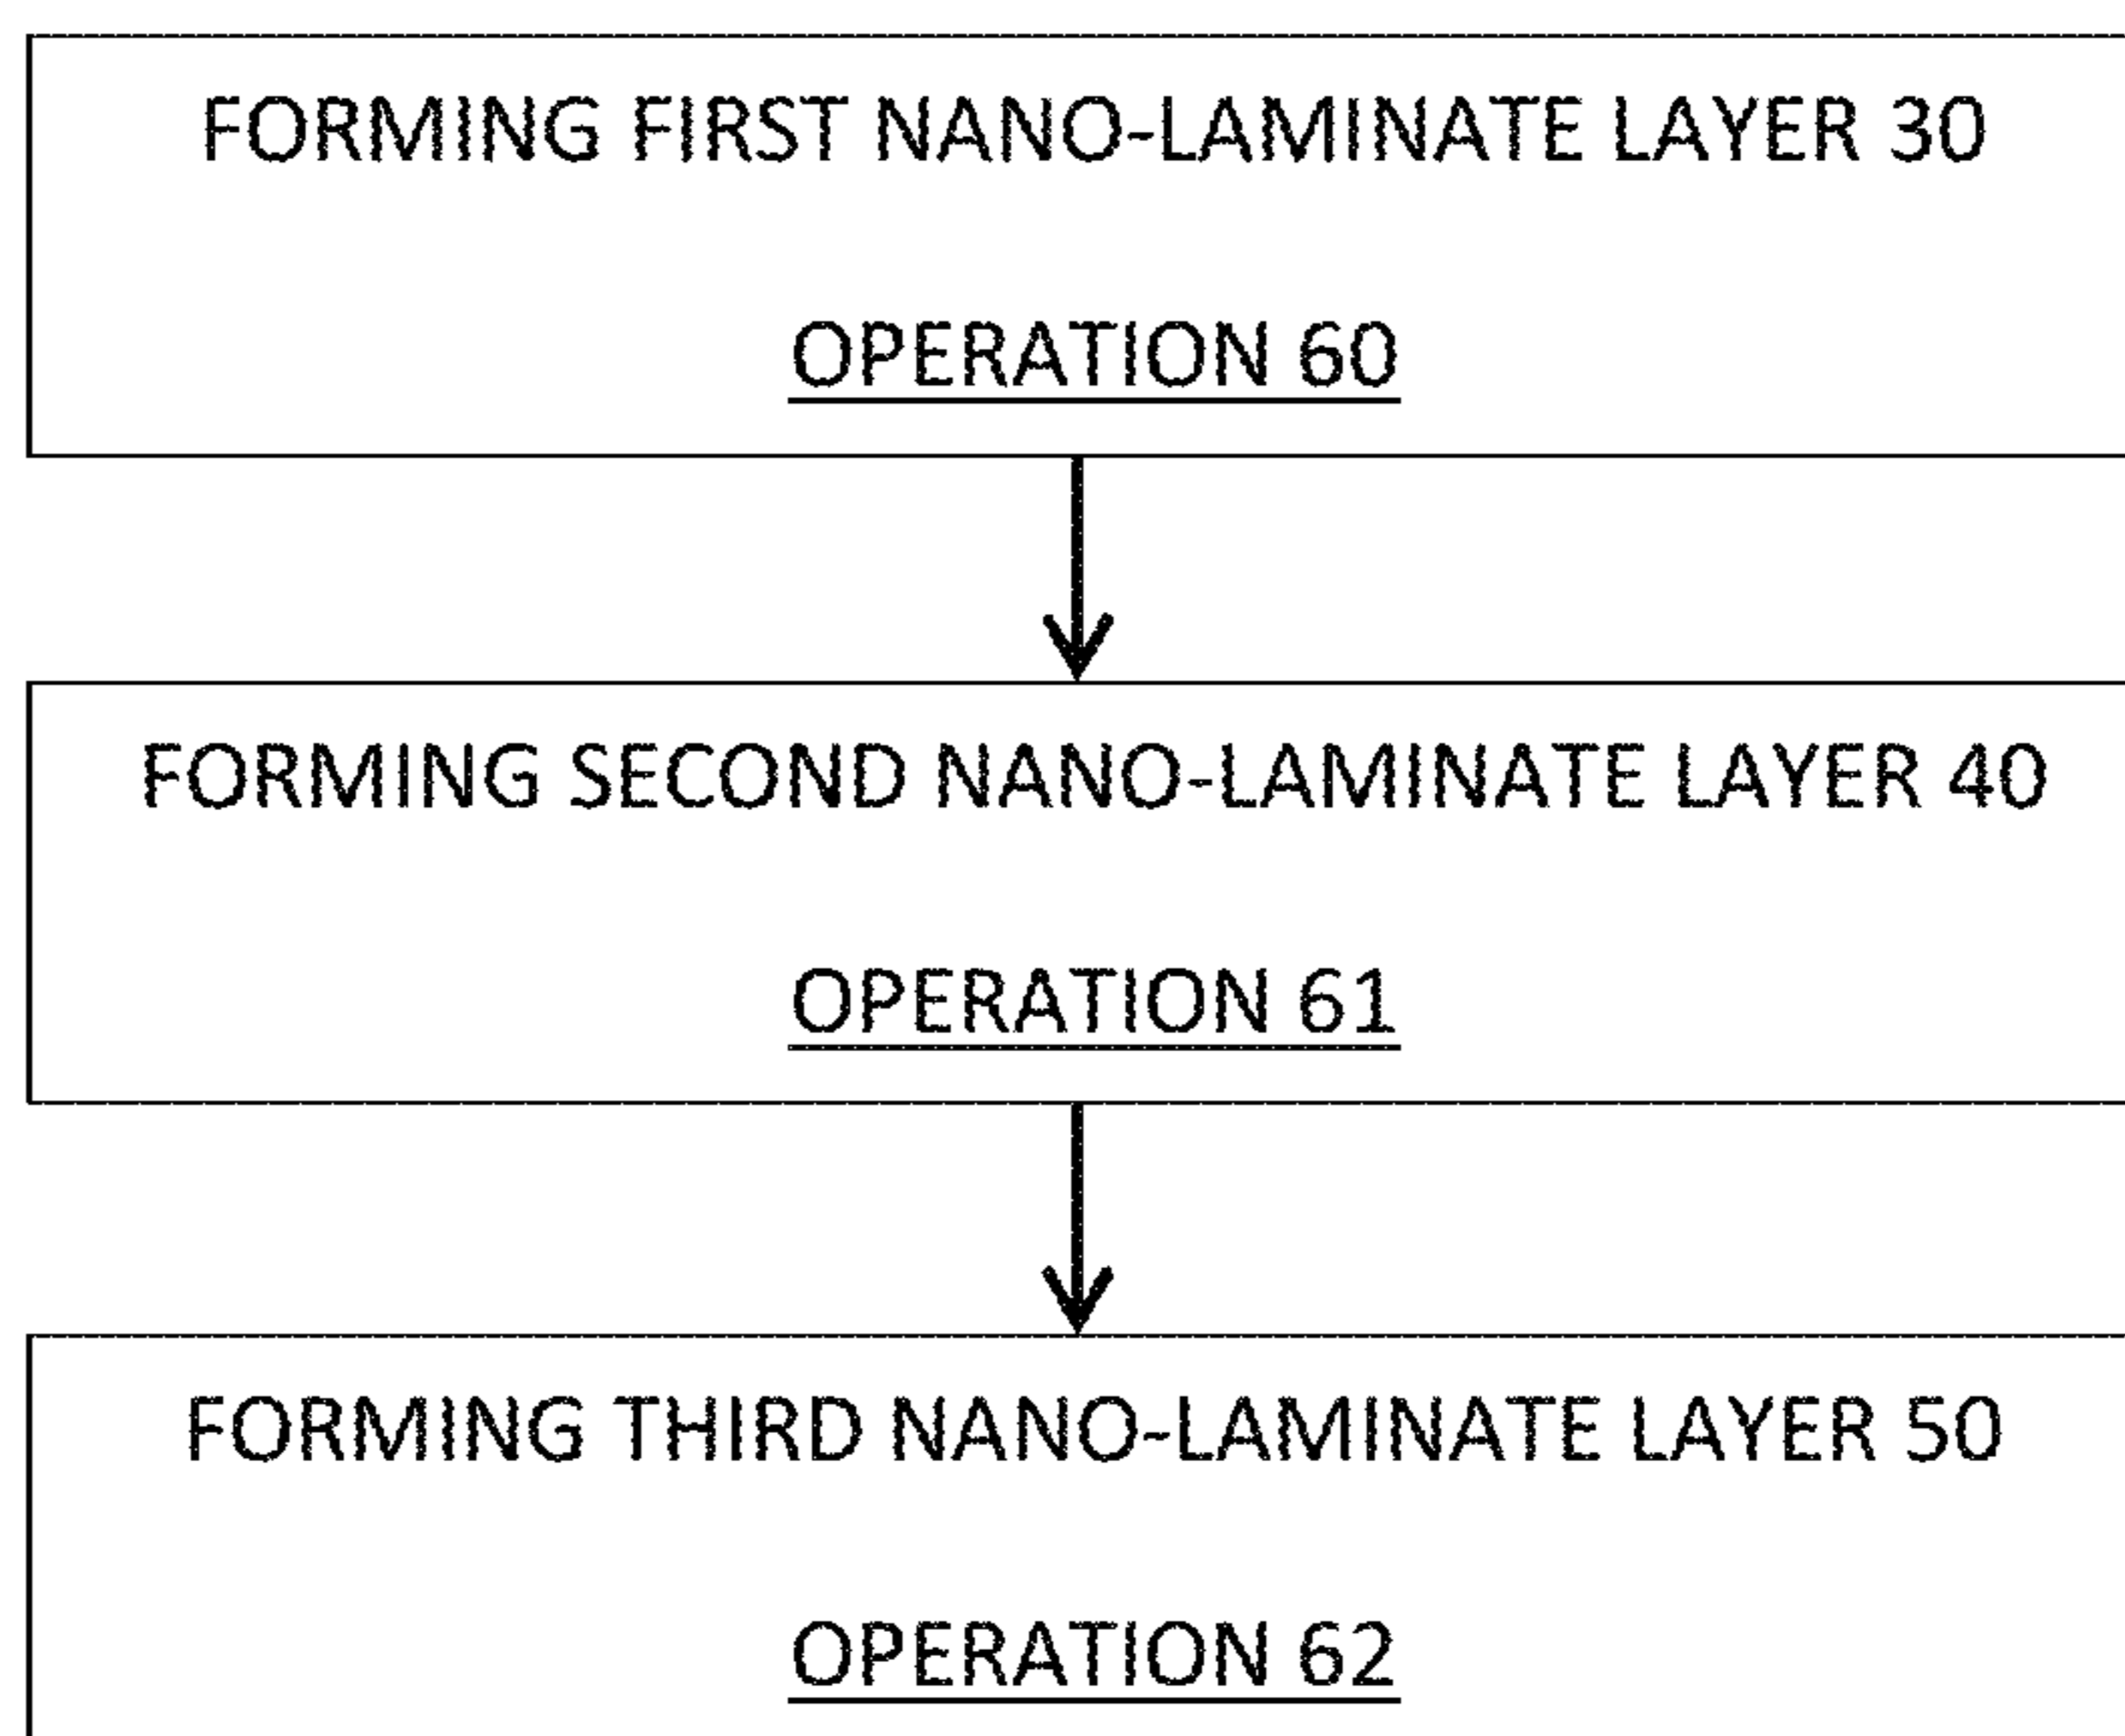 FORMING FIRST NANO-LAMINATE LAYER 30
OPERATION 60
FORMING SECOND NANO-LAMINATE LAYER 40
OPERATION 61
FORMING THIRD NANO-LAMINATE LAYER 50
OPERATION 62